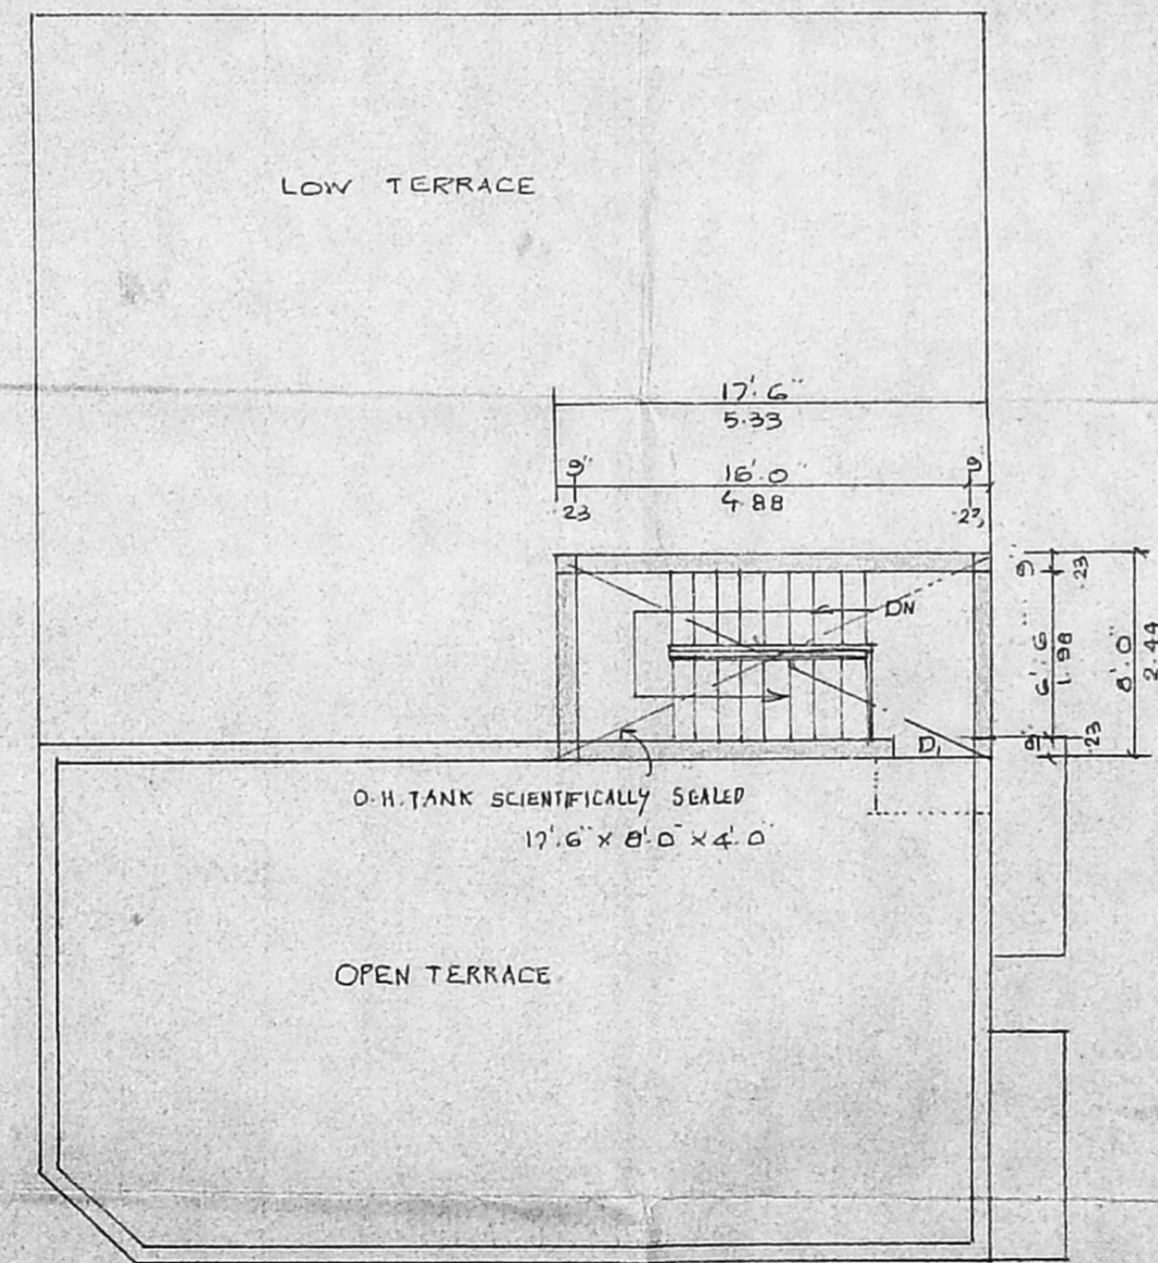 LOW TERRACE
17'.6"
5.33
9"
16'.0"
4.88
9
23
DN
9"
23
6'.6"
1.98
8'.0"
2.44
9"
23
D1
O.H. TANK SCIENTIFICALLY SEALED
17'.6" x 8'.0" x 4'.0"
OPEN TERRACE